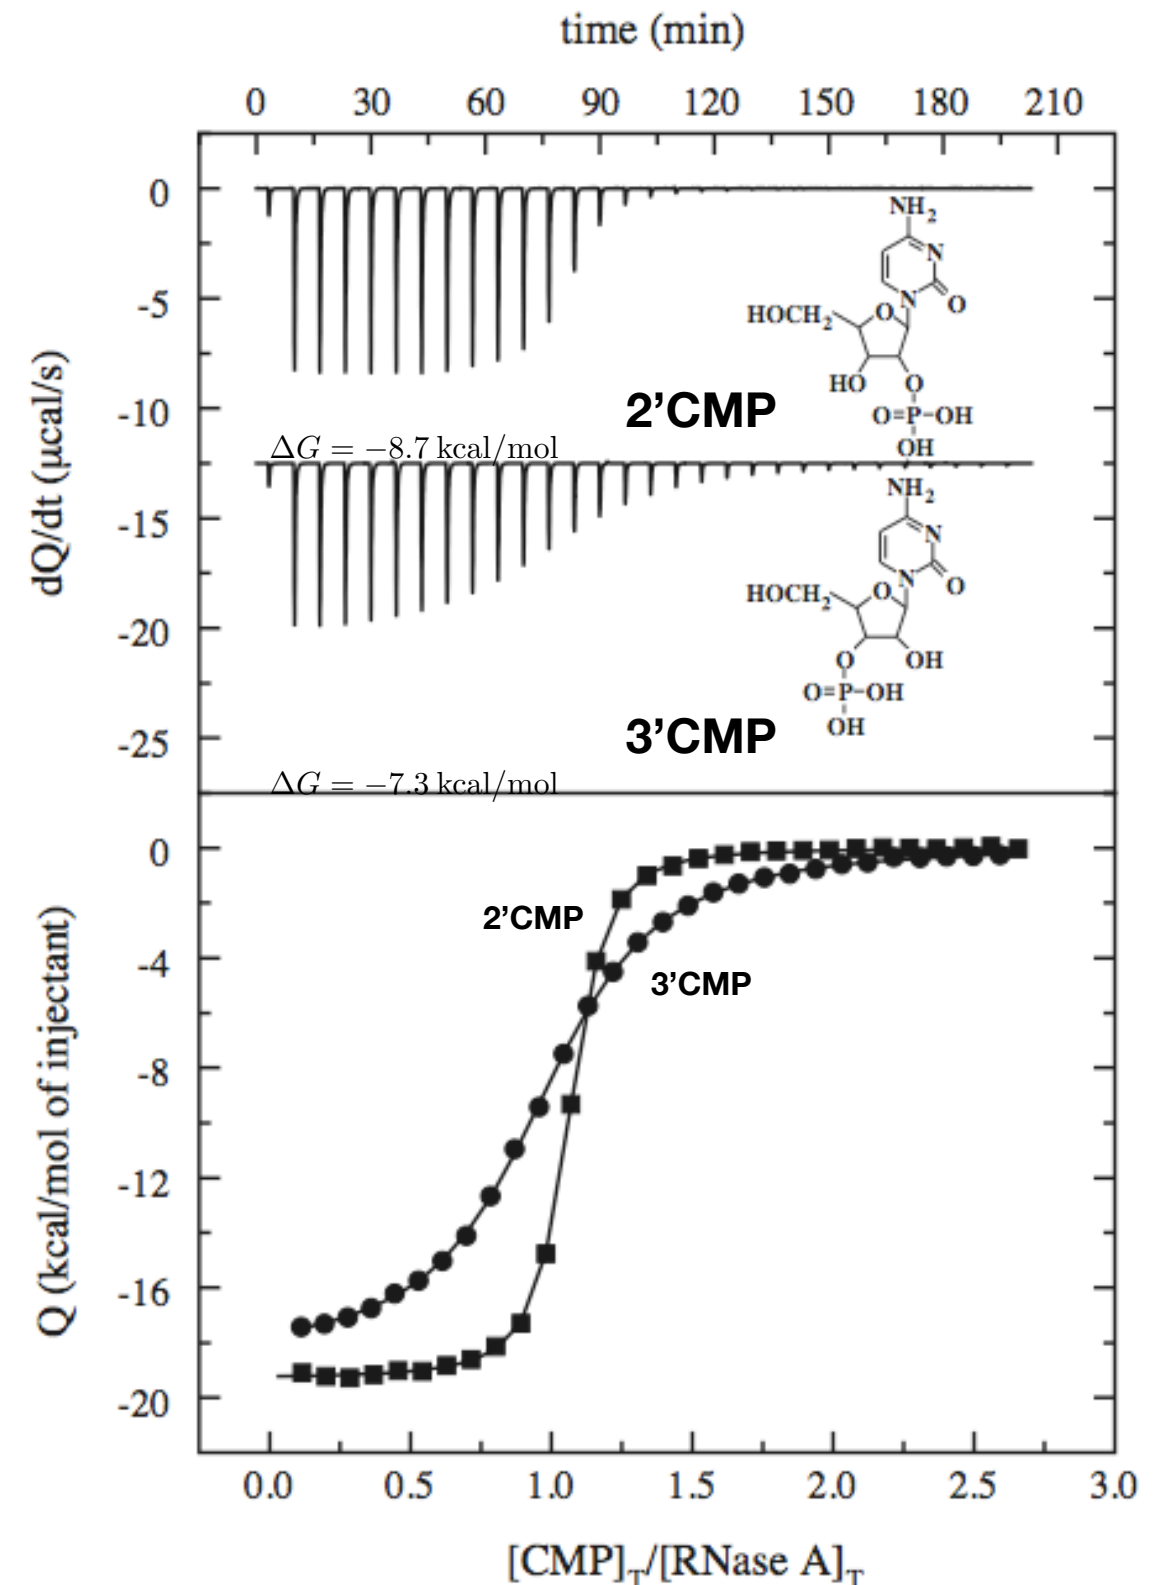 time (min)
0 30 60 90 120 150 180 210
dQ/dt (μcal/s)
0
-5
-10
-15
-20
-25
NH2
N
N
O
HOCH2
O
HO
O
O=P-OH
OH
2'CMP
ΔG = −8.7 kcal/mol
NH2
N
N
O
HOCH2
O
O
OH
O=P-OH
OH
3'CMP
ΔG = −7.3 kcal/mol
Q (kcal/mol of injectant)
0
-4
-8
-12
-16
-20
2'CMP
3'CMP
0.0 0.5 1.0 1.5 2.0 2.5 3.0
[CMP]T/[RNase A]T